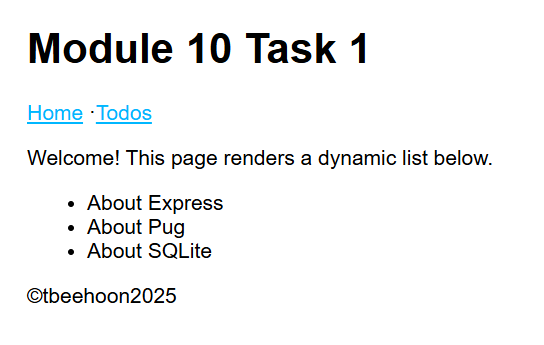 Module 10 Task 1
Home ·Todos
Welcome! This page renders a dynamic list below.
• About Express
• About Pug
• About SQLite
©tbeehoon2025